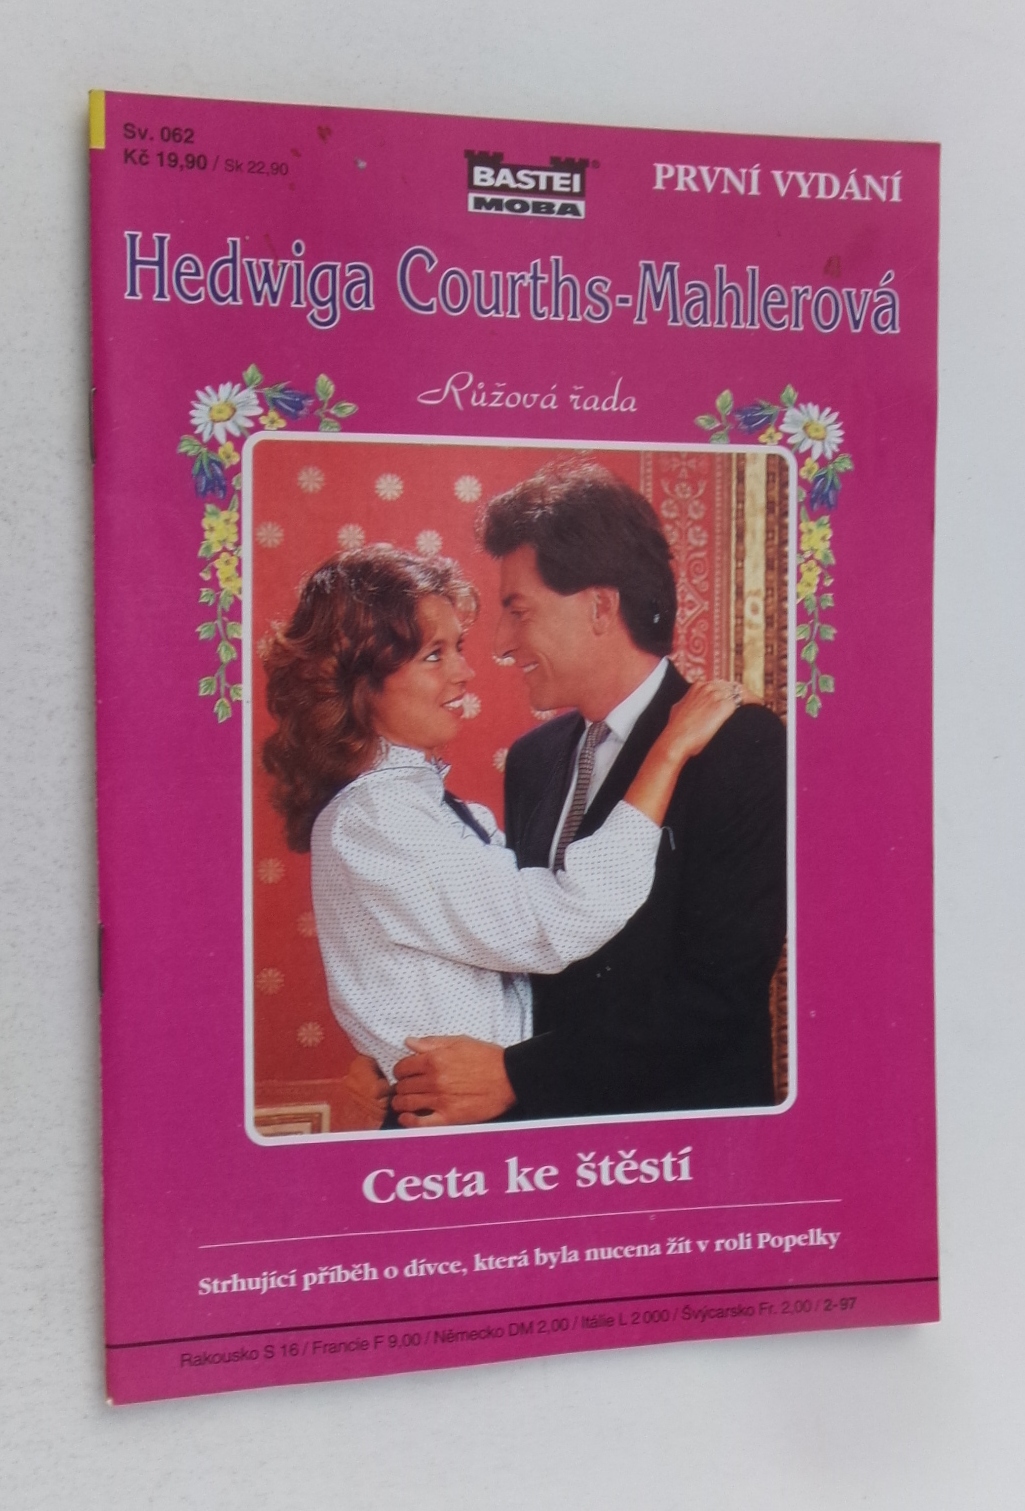 Sv. 062
Kč 19,90 / Sk 22,90
BASTEI
MOBA
PRVNÍ VYDÁNÍ
Hedwiga Courths-Mahlerová
Růžová řada
Cesta ke štěstí
Strhující příběh o dívce, která byla nucena žít v roli Popelky
Rakousko S 16 / Francie F 9,00 / Německo DM 2,00 / Itálie L 2 000 / Švýcarsko Fr. 2,00 / 2-97